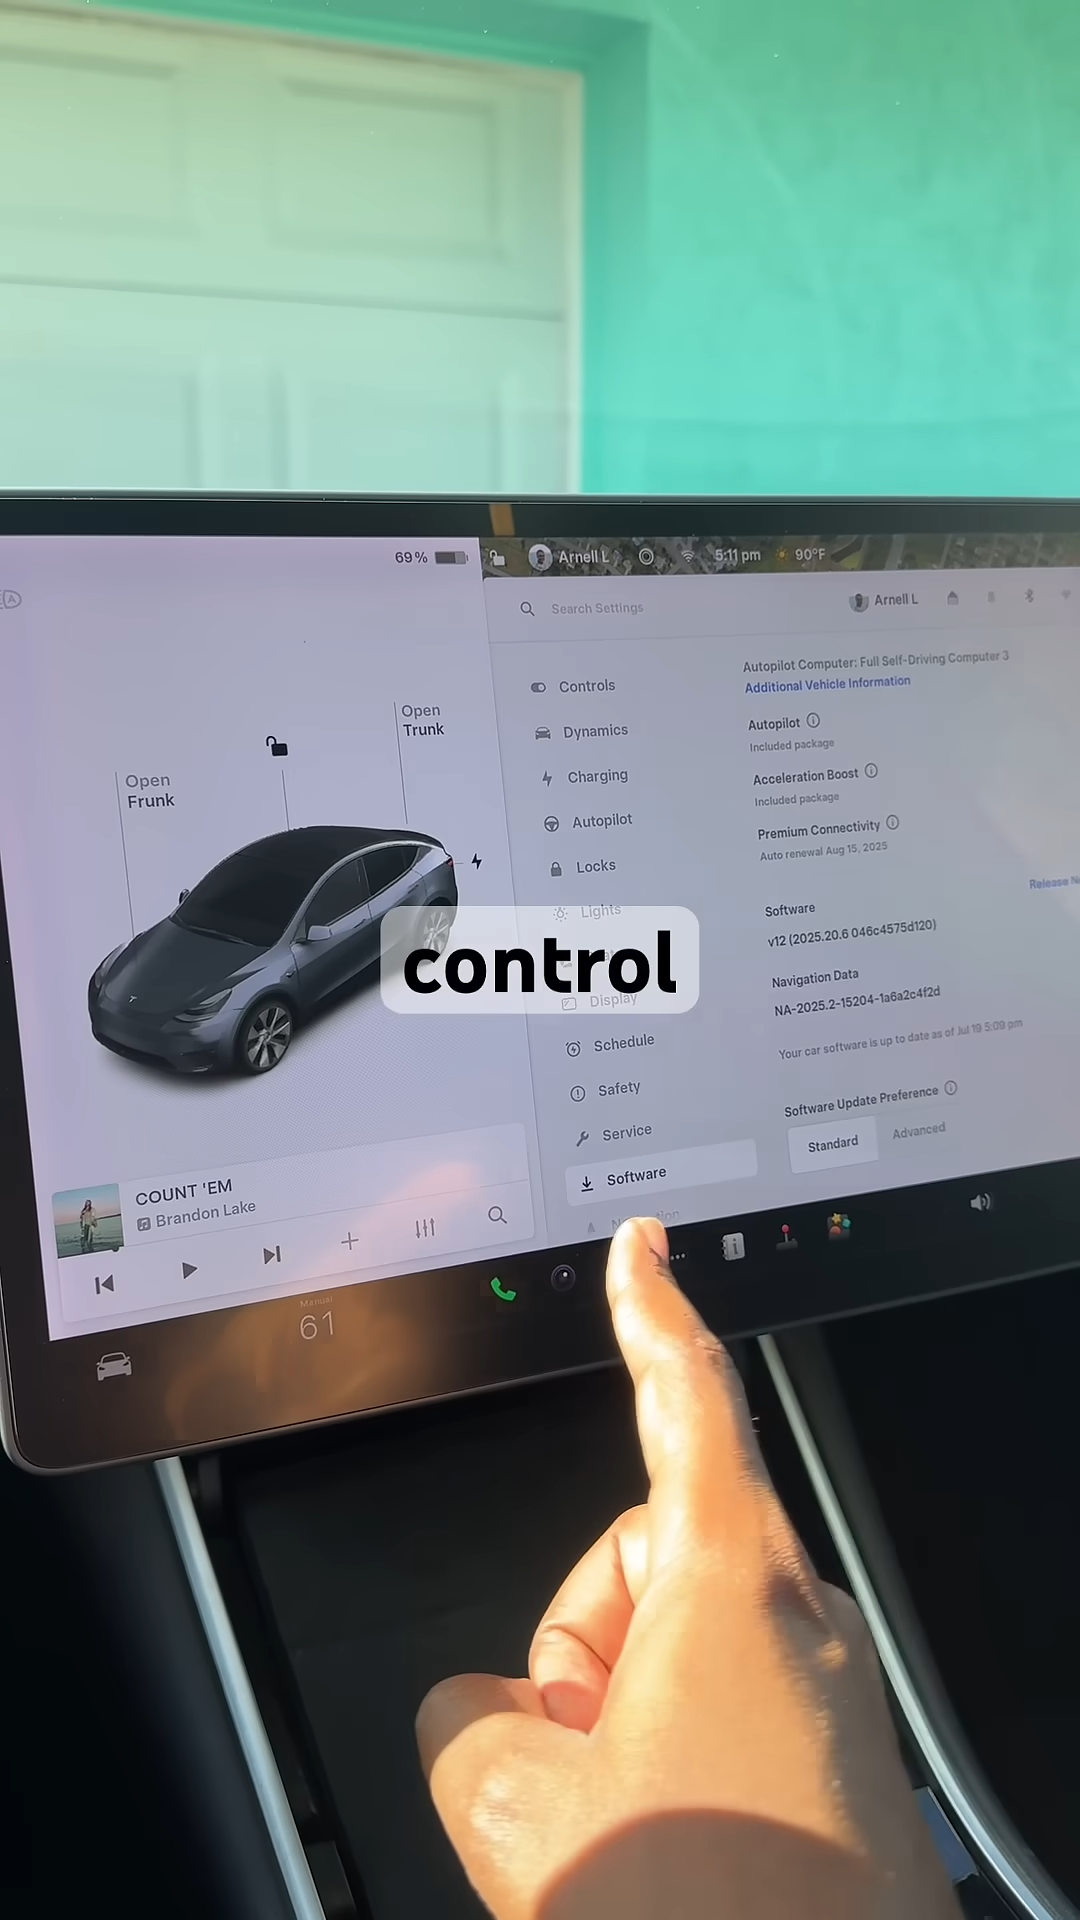 69%
Arnell L
5:11 pm
90°F
Search Settings
Arnell L
Open
Trunk
Open
Frunk
Controls
Dynamics
Charging
Autopilot
Locks
Lights
Display
Schedule
Safety
Service
Software
Autopilot Computer: Full Self-Driving Computer 3
Additional Vehicle Information
Autopilot
Included package
Acceleration Boost
Included package
Premium Connectivity
Auto renewal Aug 15, 2025
Release
Software
v12 (2025.20.6 046c4575d120)
Navigation Data
NA-2025.2-15204-1a6a2c4f2d
Your car software is up to date as of Jul 19 5:09 pm
Software Update Preference
Standard
Advanced
control
COUNT 'EM
Brandon Lake
Manual
61